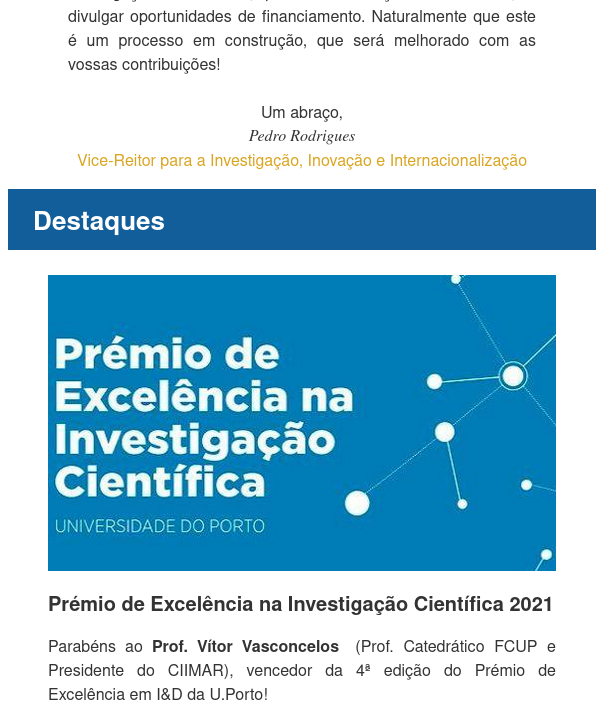 divulgar oportunidades de financiamento. Naturalmente que este
é um processo em construção, que será melhorado com as
vossas contribuições!
Um abraço,
Pedro Rodrigues
Vice-Reitor para a Investigação, Inovação e Internacionalização
Destaques
Prémio de
Excelência na
Investigação
Científica
UNIVERSIDADE DO PORTO
Prémio de Excelência na Investigação Científica 2021
Parabéns ao Prof. Vítor Vasconcelos (Prof. Catedrático FCUP e
Presidente do CIIMAR), vencedor da 4ª edição do Prémio de
Excelência em I&D da U.Porto!